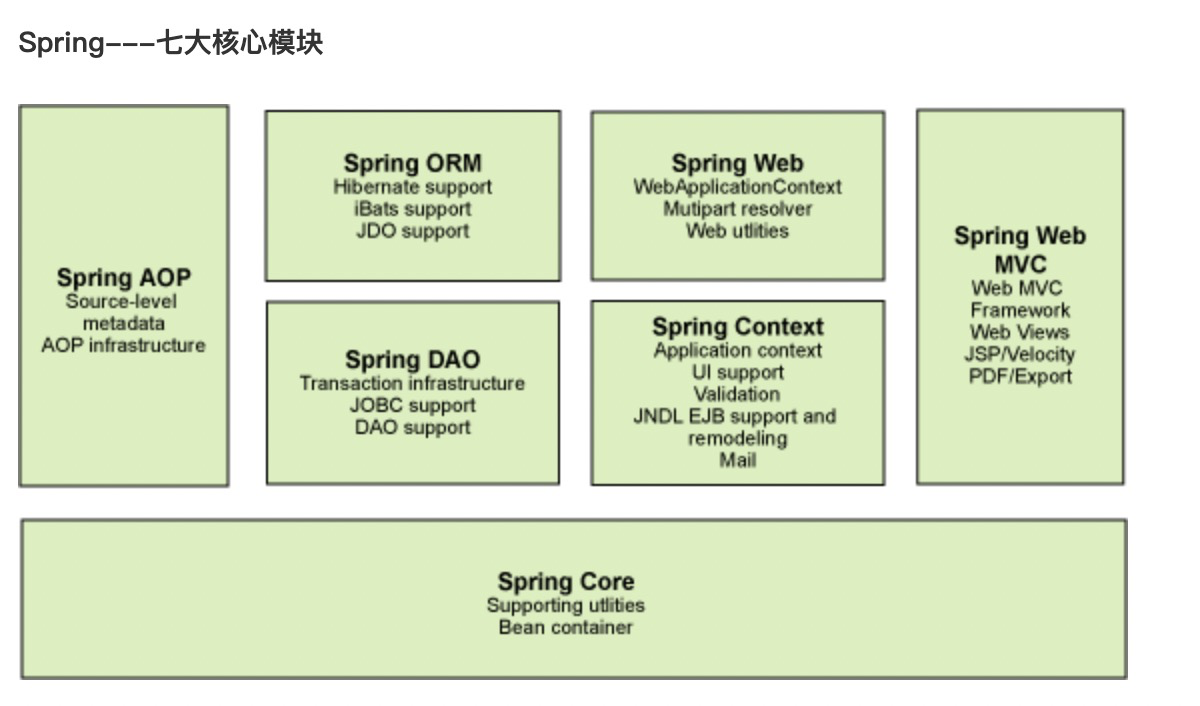 Spring---七大核心模块
Spring AOP
Source-level
metadata
AOP infrastructure
Spring ORM
Hibernate support
iBats support
JDO support
Spring DAO
Transaction infrastructure
JOBC support
DAO support
Spring Web
WebApplicationContext
Mutipart resolver
Web utlities
Spring Context
Application context
UI support
Validation
JNDL EJB support and
remodeling
Mail
Spring Web
MVC
Web MVC
Framework
Web Views
JSP/Velocity
PDF/Export
Spring Core
Supporting utlities
Bean container